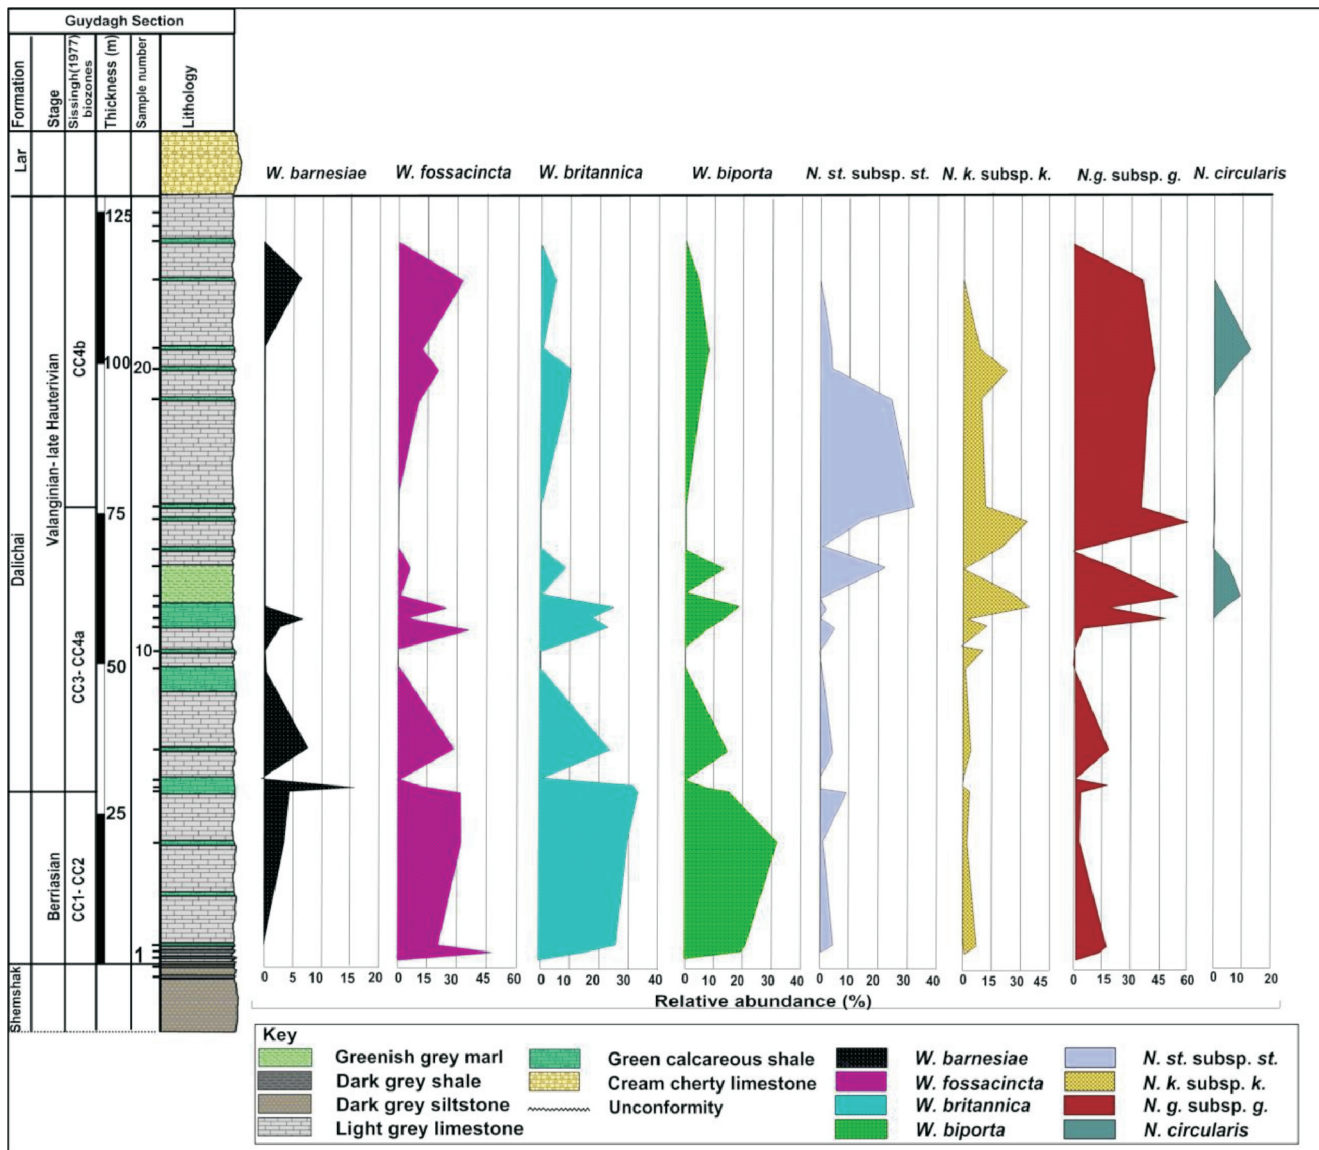 Guydagh Section
Formation
Stage
Sissingh(1977)
biozones
Thickness (m)
Sample number
Lithology
Lar
Dalichai
Shemshak
Valanginian- late Hauterivian
Berriasian
CC4b
CC3- CC4a
CC1- CC2
125
100
75
50
25
20
10
1
W. barnesiae
W. fossacincta
W. britannica
W. biporta
N. st. subsp. st.
N. k. subsp. k.
N.g. subsp. g.
N. circularis
0 5 10 15 20
0 15 30 45 60
0 10 20 30 40
0 10 20 30 40
0 10 20 30 40
0 15 30 45
0 15 30 45 60
0 10 20
Relative abundance (%)
Key
Greenish grey marl
Dark grey shale
Dark grey siltstone
Light grey limestone
Green calcareous shale
Cream cherty limestone
Unconformity
W. barnesiae
W. fossacincta
W. britannica
W. biporta
N. st. subsp. st.
N. k. subsp. k.
N. g. subsp. g.
N. circularis